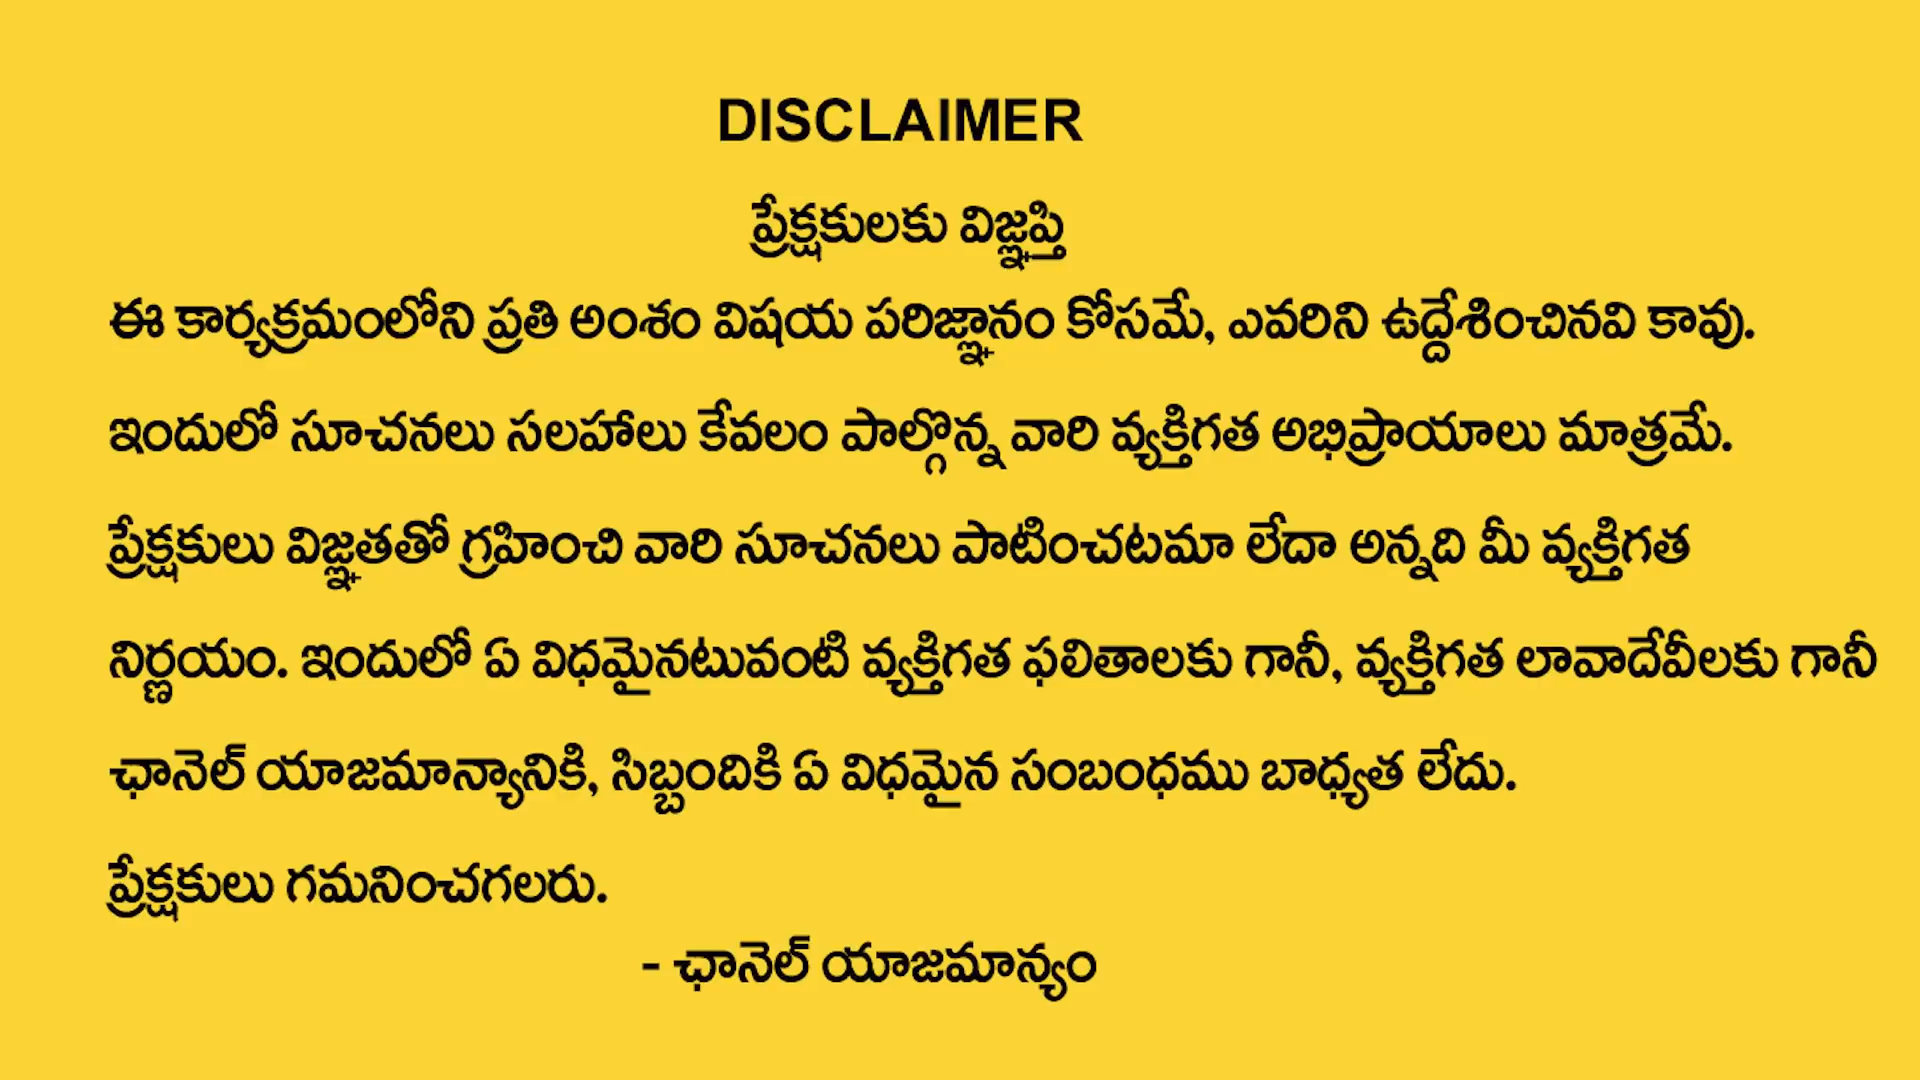 DISCLAIMER
ప్రేక్షకులకు విజ్ఞప్తి
ఈ కార్యక్రమంలోని ప్రతి అంశం విషయ పరిజ్ఞానం కోసమే, ఎవరిని ఉద్దేశించినవి కావు.
ఇందులో సూచనలు సలహాలు కేవలం పాల్గొన్న వారి వ్యక్తిగత అభిప్రాయాలు మాత్రమే.
ప్రేక్షకులు విజ్ఞతతో గ్రహించి వారి సూచనలు పాటించటమా లేదా అన్నది మీ వ్యక్తిగత
నిర్ణయం. ఇందులో ఏ విధమైనటువంటి వ్యక్తిగత ఫలితాలకు గానీ, వ్యక్తిగత లావాదేవీలకు గానీ
ఛానెల్ యాజమాన్యానికి, సిబ్బందికి ఏ విధమైన సంబంధము బాధ్యత లేదు.
ప్రేక్షకులు గమనించగలరు.
- ఛానెల్ యాజమాన్యం